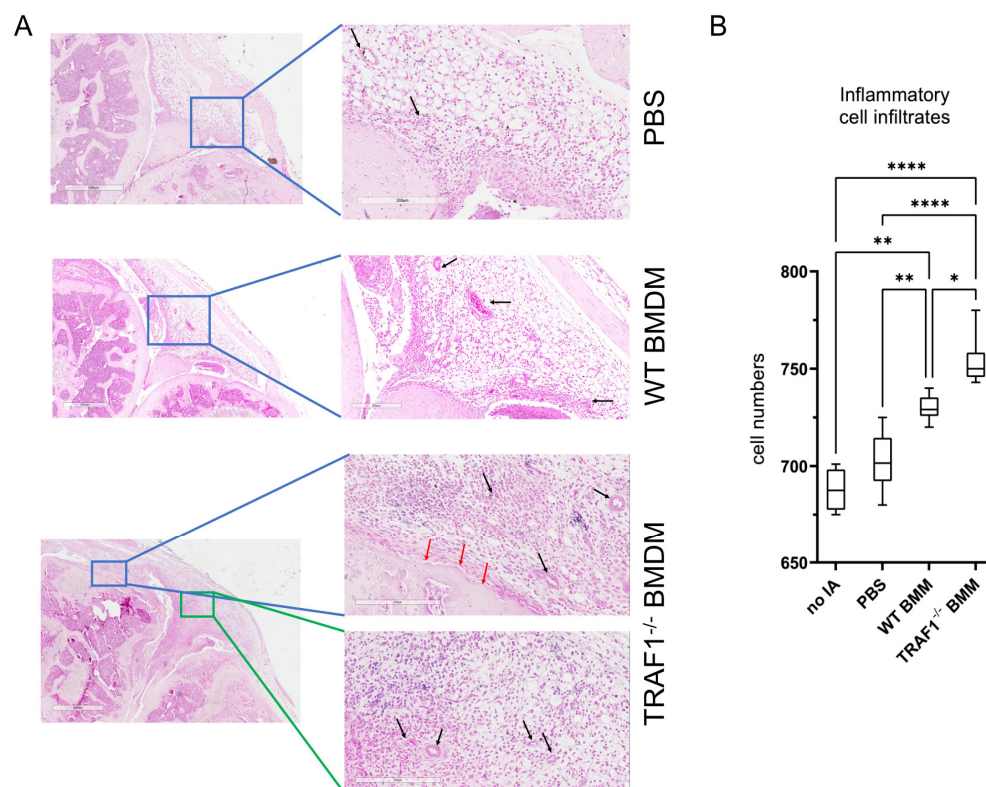 A
PBS
WT BMDM
TRAF1-/- BMDM
B
Inflammatory
cell infiltrates
****
****
**
**
*
800
750
700
650
cell numbers
no IA
PBS
WT BMM
TRAF1-/- BMM